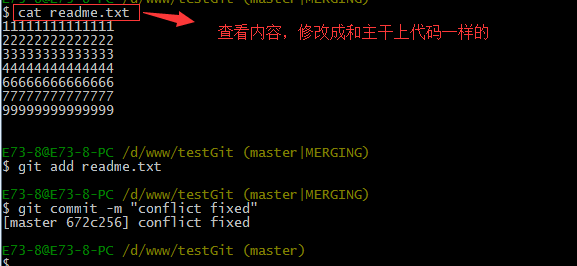 $ cat readme.txt
11111111111111
22222222222222
33333333333333
44444444444444
66666666666666
77777777777777
99999999999999
查看内容，修改成和主干上代码一样的
E73-8@E73-8-PC /d/www/testGit (master|MERGING)
$ git add readme.txt
E73-8@E73-8-PC /d/www/testGit (master|MERGING)
$ git commit -m "conflict fixed"
[master 672c256] conflict fixed
E73-8@E73-8-PC /d/www/testGit (master)
$